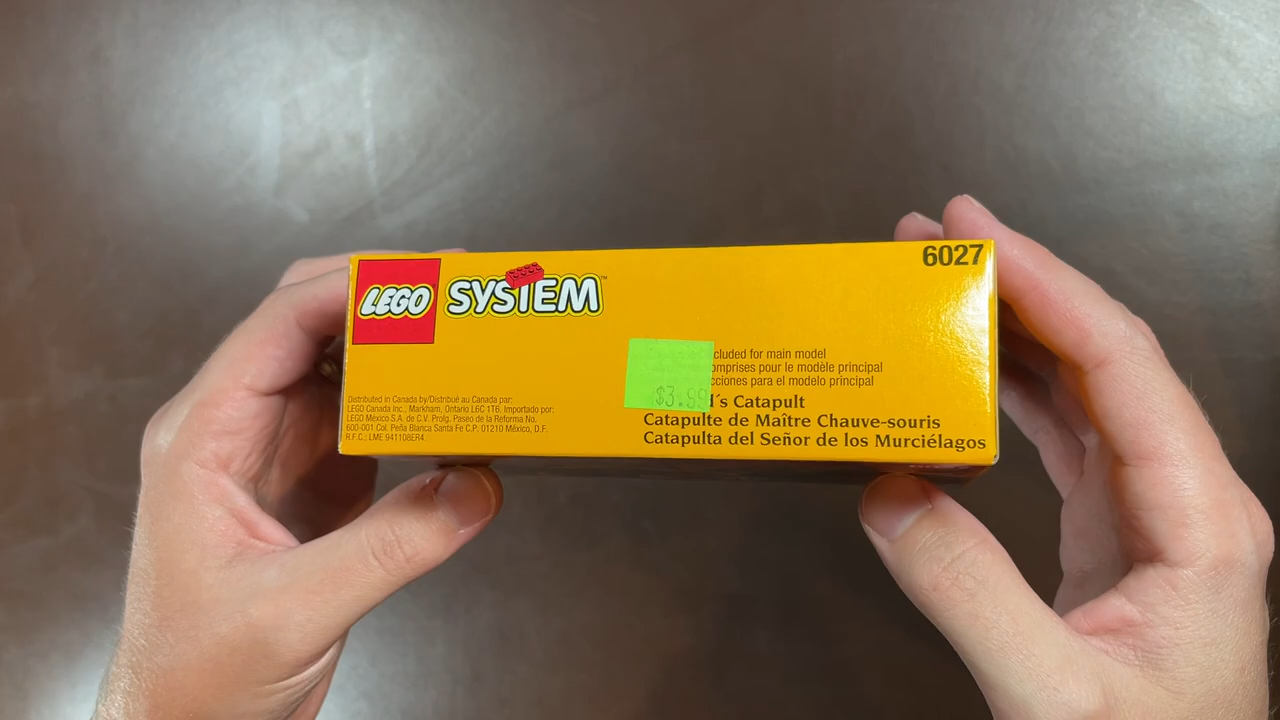 LEGO SYSTEM™
6027
cluded for main model
omprises pour le modèle principal
cciones para el modelo principal
$3.99
d´s Catapult
Catapulte de Maître Chauve-souris
Catapulta del Señor de los Murciélagos
Distributed in Canada by/Distribué au Canada par:
LEGO Canada Inc., Markham, Ontario L6C 1T6. Importado por:
LEGO México S.A. de C.V. Prolg. Paseo de la Reforma No.
600-001 Col. Peña Blanca Santa Fe C.P. 01210 México, D.F.
R.F.C.: LME 941108ER4